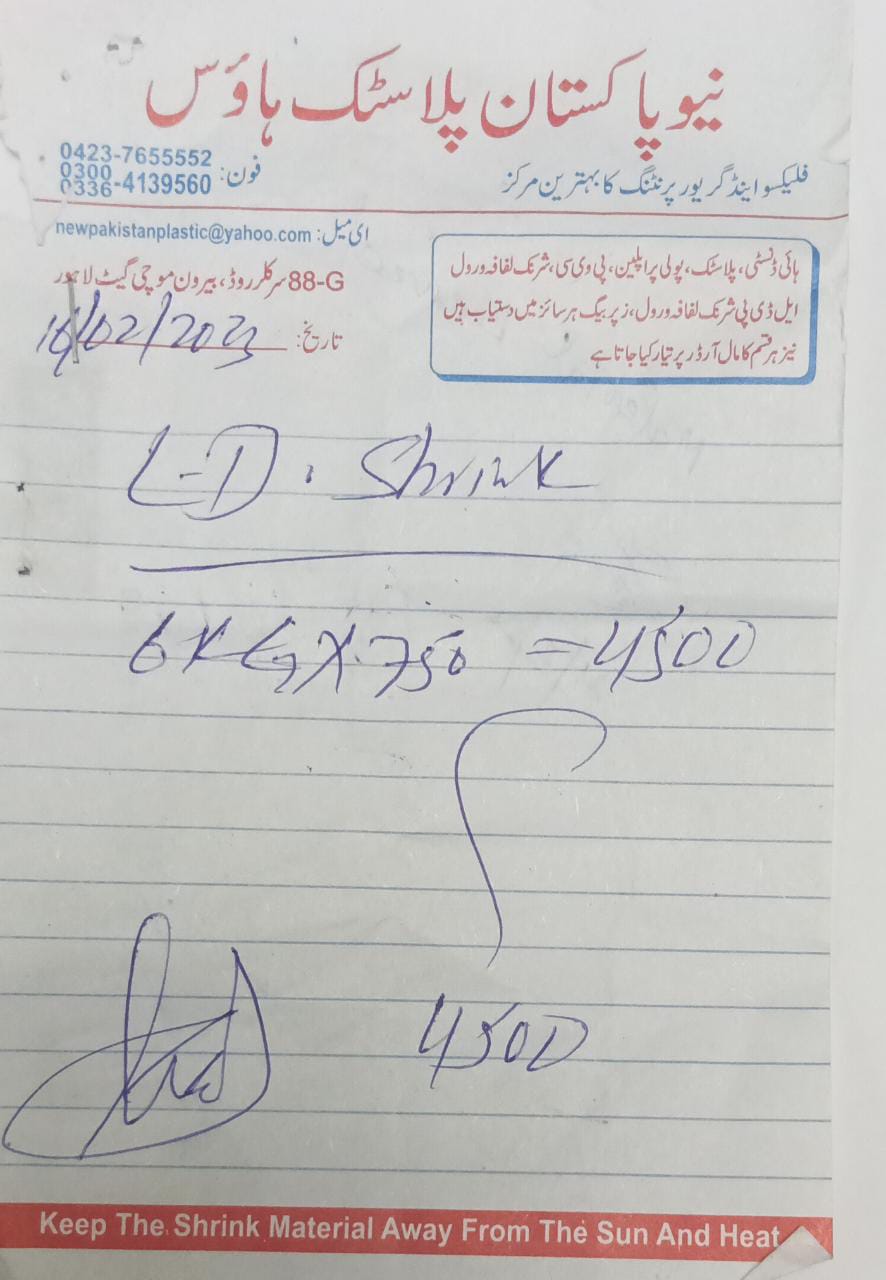 نیو پاکستان پلاسٹک ہاؤس
فلیکسو اینڈ گریور پرنٹنگ کا بہترین مرکز
فون: 0423-7655552
0300
0336-4139560
ای میل: newpakistanplastic@yahoo.com
88-G سرکلر روڈ، بیرون موچی گیٹ لاہور
تاریخ: 16/02/2023
ہائی ڈنسٹی، پلاسٹک، پولی پراپلین، پی وی سی، شرنک لفافہ ورول
ایل ڈی پی شرنک لفافہ ورول، زپر بیگ ہر سائز میں دستیاب ہیں
نیز ہر قسم کا مال آرڈر پر تیار کیا جاتا ہے
L-D. Shrink
6 KG X 750 = 4500
4500
Keep The Shrink Material Away From The Sun And Heat